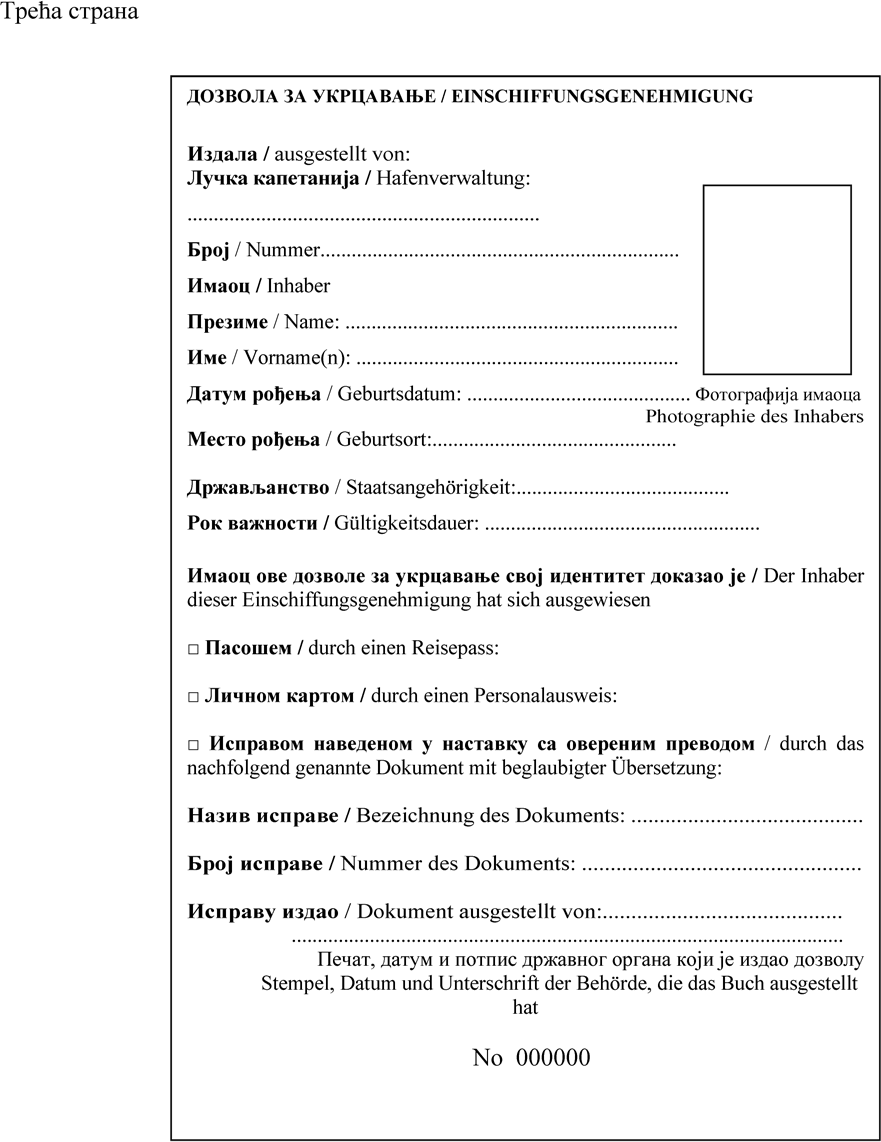 Трећа страна
ДОЗВОЛА ЗА УКРЦАВАЊЕ / EINSCHIFFUNGSGENEHMIGUNG
Издала / ausgestellt von:
Лучка капетанија / Hafenverwaltung:
...................................................................
Број / Nummer....................................................................
Имаоц / Inhaber
Презиме / Name: ................................................................
Име / Vorname(n): .............................................................
Датум рођења / Geburtsdatum: ........................................... Фотографија имаоца
Photographie des Inhabers
Место рођења / Geburtsort:...............................................
Држављанство / Staatsangehörigkeit:.........................................
Рок важности / Gültigkeitsdauer: .....................................................
Имаоц ове дозволе за укрцавање свој идентитет доказао је / Der Inhaber
dieser Einschiffungsgenehmigung hat sich ausgewiesen
□ Пасошем / durch einen Reisepass:
□ Личном картом / durch einen Personalausweis:
□ Исправом наведеном у наставку са овереним преводом / durch das
nachfolgend genannte Dokument mit beglaubigter Übersetzung:
Назив исправе / Bezeichnung des Dokuments: .........................................
Број исправе / Nummer des Dokuments: .................................................
Исправу издао / Dokument ausgestellt von:..........................................
.................................................................................................
Печат, датум и потпис државног органа који је издао дозволу
Stempel, Datum und Unterschrift der Behörde, die das Buch ausgestellt
hat
No 000000